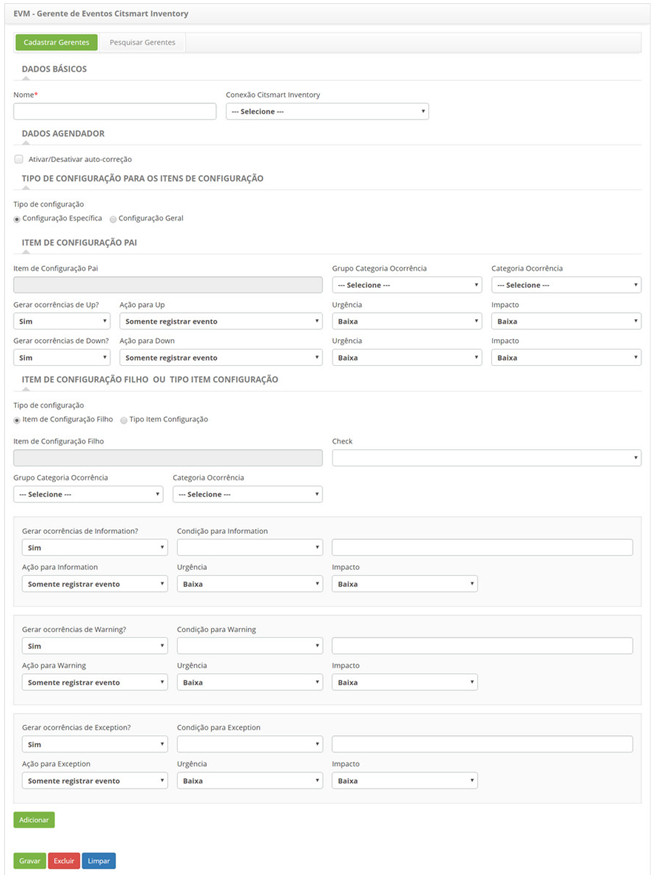 EVM - Gerente de Eventos Citsmart Inventory
Cadastrar Gerentes Pesquisar Gerentes
DADOS BÁSICOS
Nome* Conexão Citsmart Inventory
--- Selecione ---
DADOS AGENDADOR
Ativar/Desativar auto-correção
TIPO DE CONFIGURAÇÃO PARA OS ITENS DE CONFIGURAÇÃO
Tipo de configuração
Configuração Específica Configuração Geral
ITEM DE CONFIGURAÇÃO PAI
Item de Configuração Pai Grupo Categoria Ocorrência Categoria Ocorrência
--- Selecione --- --- Selecione ---
Gerar ocorrências de Up? Ação para Up Urgência Impacto
Sim Somente registrar evento Baixa Baixa
Gerar ocorrências de Down? Ação para Down Urgência Impacto
Sim Somente registrar evento Baixa Baixa
ITEM DE CONFIGURAÇÃO FILHO OU TIPO ITEM CONFIGURAÇÃO
Tipo de configuração
Item de Configuração Filho Tipo Item Configuração
Item de Configuração Filho Check
Grupo Categoria Ocorrência Categoria Ocorrência
--- Selecione --- --- Selecione ---
Gerar ocorrências de Information? Condição para Information
Sim
Ação para Information Urgência Impacto
Somente registrar evento Baixa Baixa
Gerar ocorrências de Warning? Condição para Warning
Sim
Ação para Warning Urgência Impacto
Somente registrar evento Baixa Baixa
Gerar ocorrências de Exception? Condição para Exception
Sim
Ação para Exception Urgência Impacto
Somente registrar evento Baixa Baixa
Adicionar
Gravar Excluir Limpar